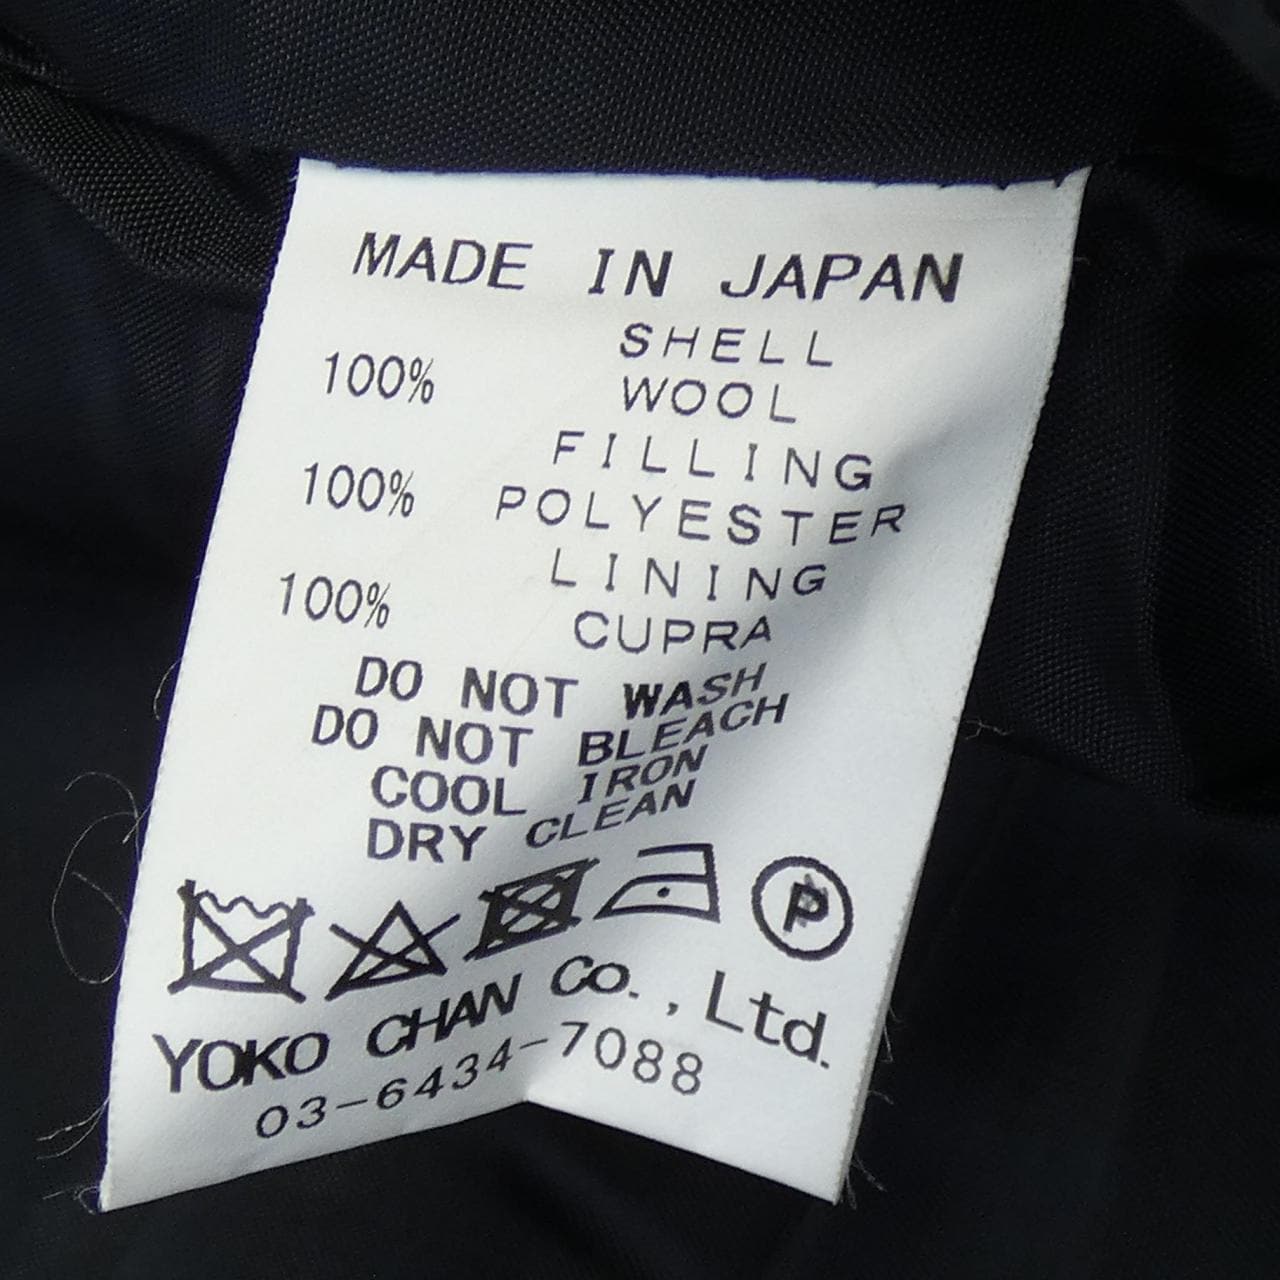 MADE IN JAPAN
SHELL
100% WOOL
FILLING
100% POLYESTER
LINING
100% CUPRA
DO NOT WASH
DO NOT BLEACH
COOL IRON
DRY CLEAN
P
YOKO CHAN Co., Ltd.
03-6434-7088